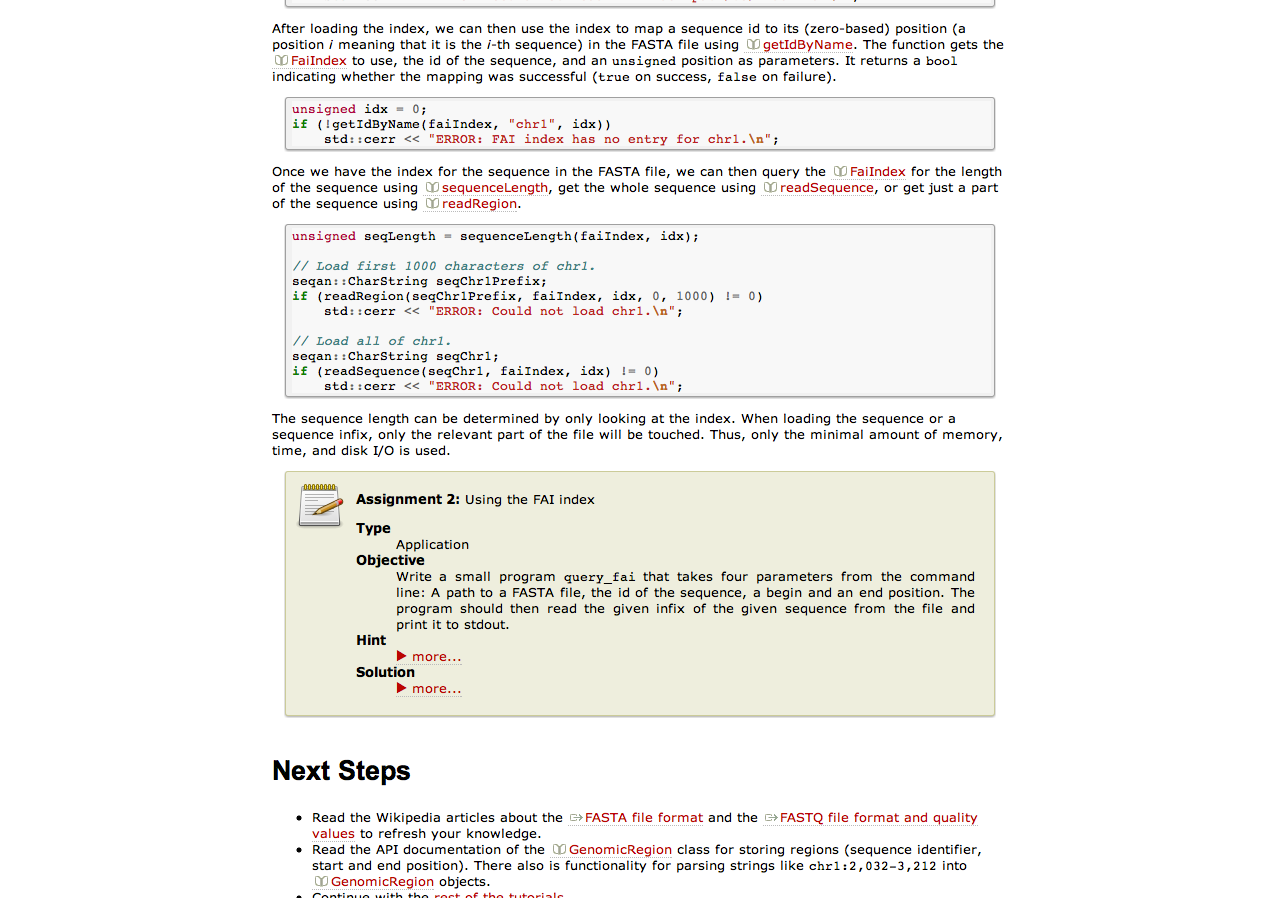 After loading the index, we can then use the index to map a sequence id to its (zero-based) position (a
position i meaning that it is the i-th sequence) in the FASTA file using getIdByName. The function gets the
FaiIndex to use, the id of the sequence, and an unsigned position as parameters. It returns a bool
indicating whether the mapping was successful (true on success, false on failure).
unsigned idx = 0;
if (!getIdByName(faiIndex, "chr1", idx))
    std::cerr << "ERROR: FAI index has no entry for chr1.\n";
Once we have the index for the sequence in the FASTA file, we can then query the FaiIndex for the length
of the sequence using sequenceLength, get the whole sequence using readSequence, or get just a part
of the sequence using readRegion.
unsigned seqLength = sequenceLength(faiIndex, idx);
// Load first 1000 characters of chr1.
seqan::CharString seqChr1Prefix;
if (readRegion(seqChr1Prefix, faiIndex, idx, 0, 1000) != 0)
    std::cerr << "ERROR: Could not load chr1.\n";
// Load all of chr1.
seqan::CharString seqChr1;
if (readSequence(seqChr1, faiIndex, idx) != 0)
    std::cerr << "ERROR: Could not load chr1.\n";
The sequence length can be determined by only looking at the index. When loading the sequence or a
sequence infix, only the relevant part of the file will be touched. Thus, only the minimal amount of memory,
time, and disk I/O is used.
Assignment 2: Using the FAI index
Type
Application
Objective
Write a small program query_fai that takes four parameters from the command
line: A path to a FASTA file, the id of the sequence, a begin and an end position. The
program should then read the given infix of the given sequence from the file and
print it to stdout.
Hint
more...
Solution
more...
Next Steps
• Read the Wikipedia articles about the FASTA file format and the FASTQ file format and quality
values to refresh your knowledge.
• Read the API documentation of the GenomicRegion class for storing regions (sequence identifier,
start and end position). There also is functionality for parsing strings like chr1:2,032-3,212 into
GenomicRegion objects.
• Continue with the rest of the tutorials.